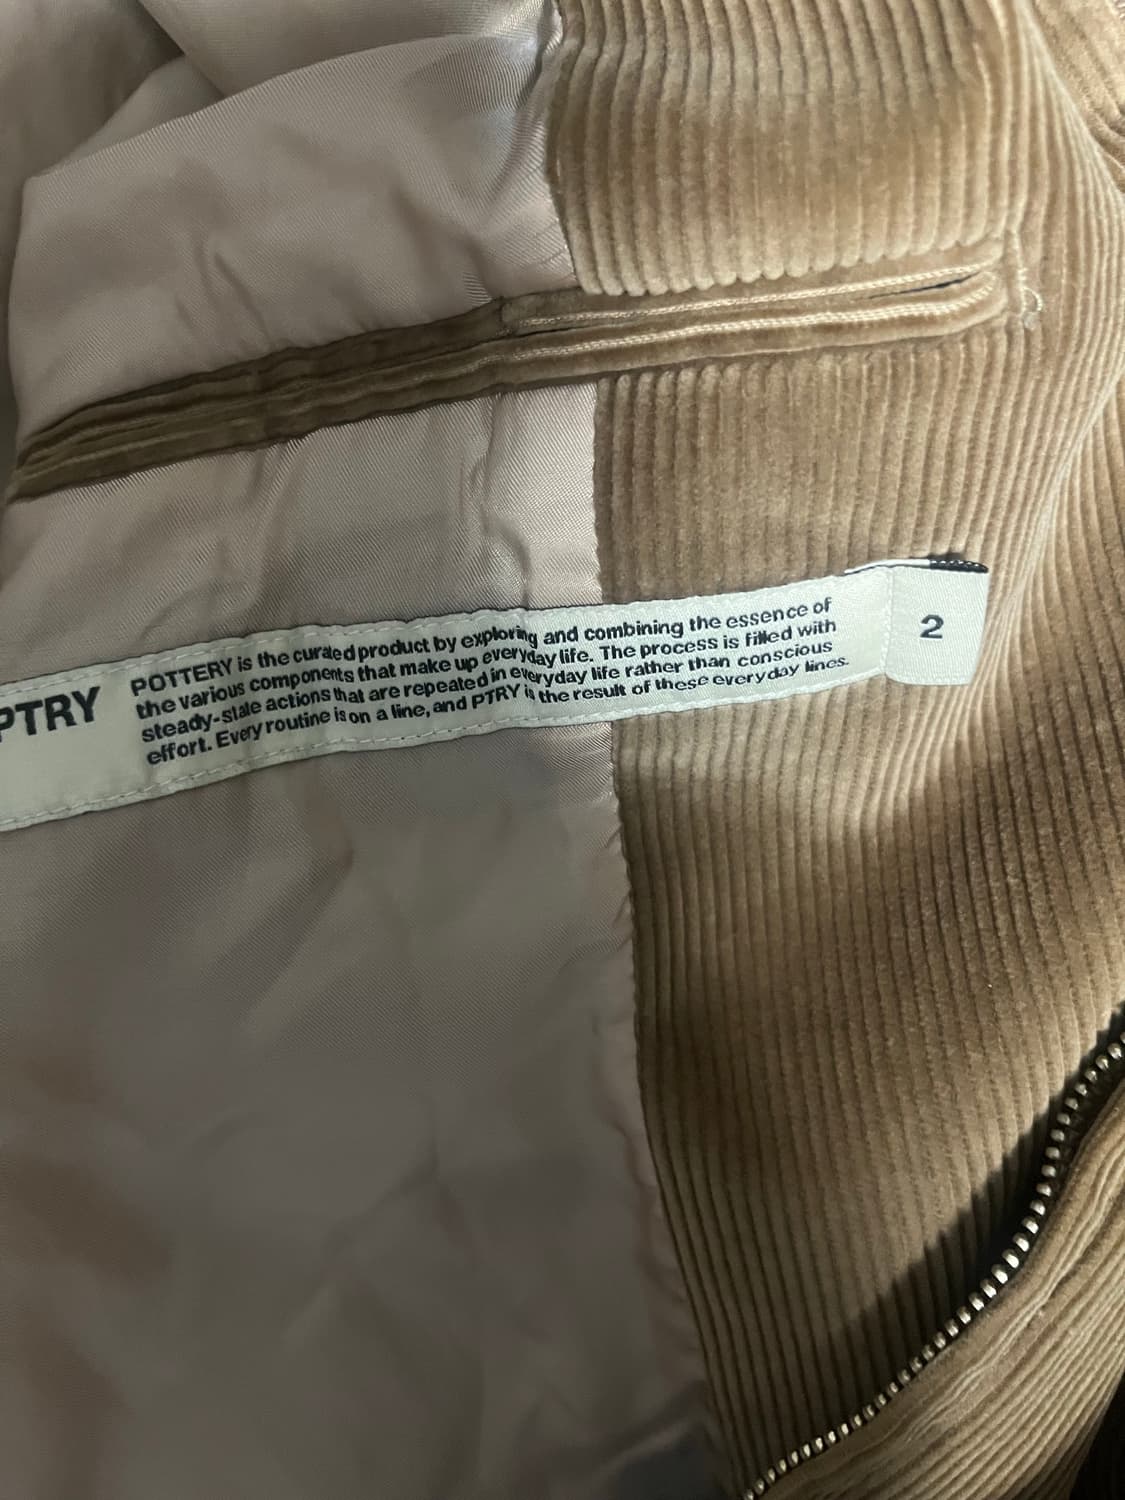 PTRY
POTTERY is the curated product by exploring and combining the essence of
the various components that make up everyday life. The process is filled with
steady-state actions that are repeated in everyday life rather than conscious
effort. Every routine is on a line, and PTRY is the result of these everyday lines.
2